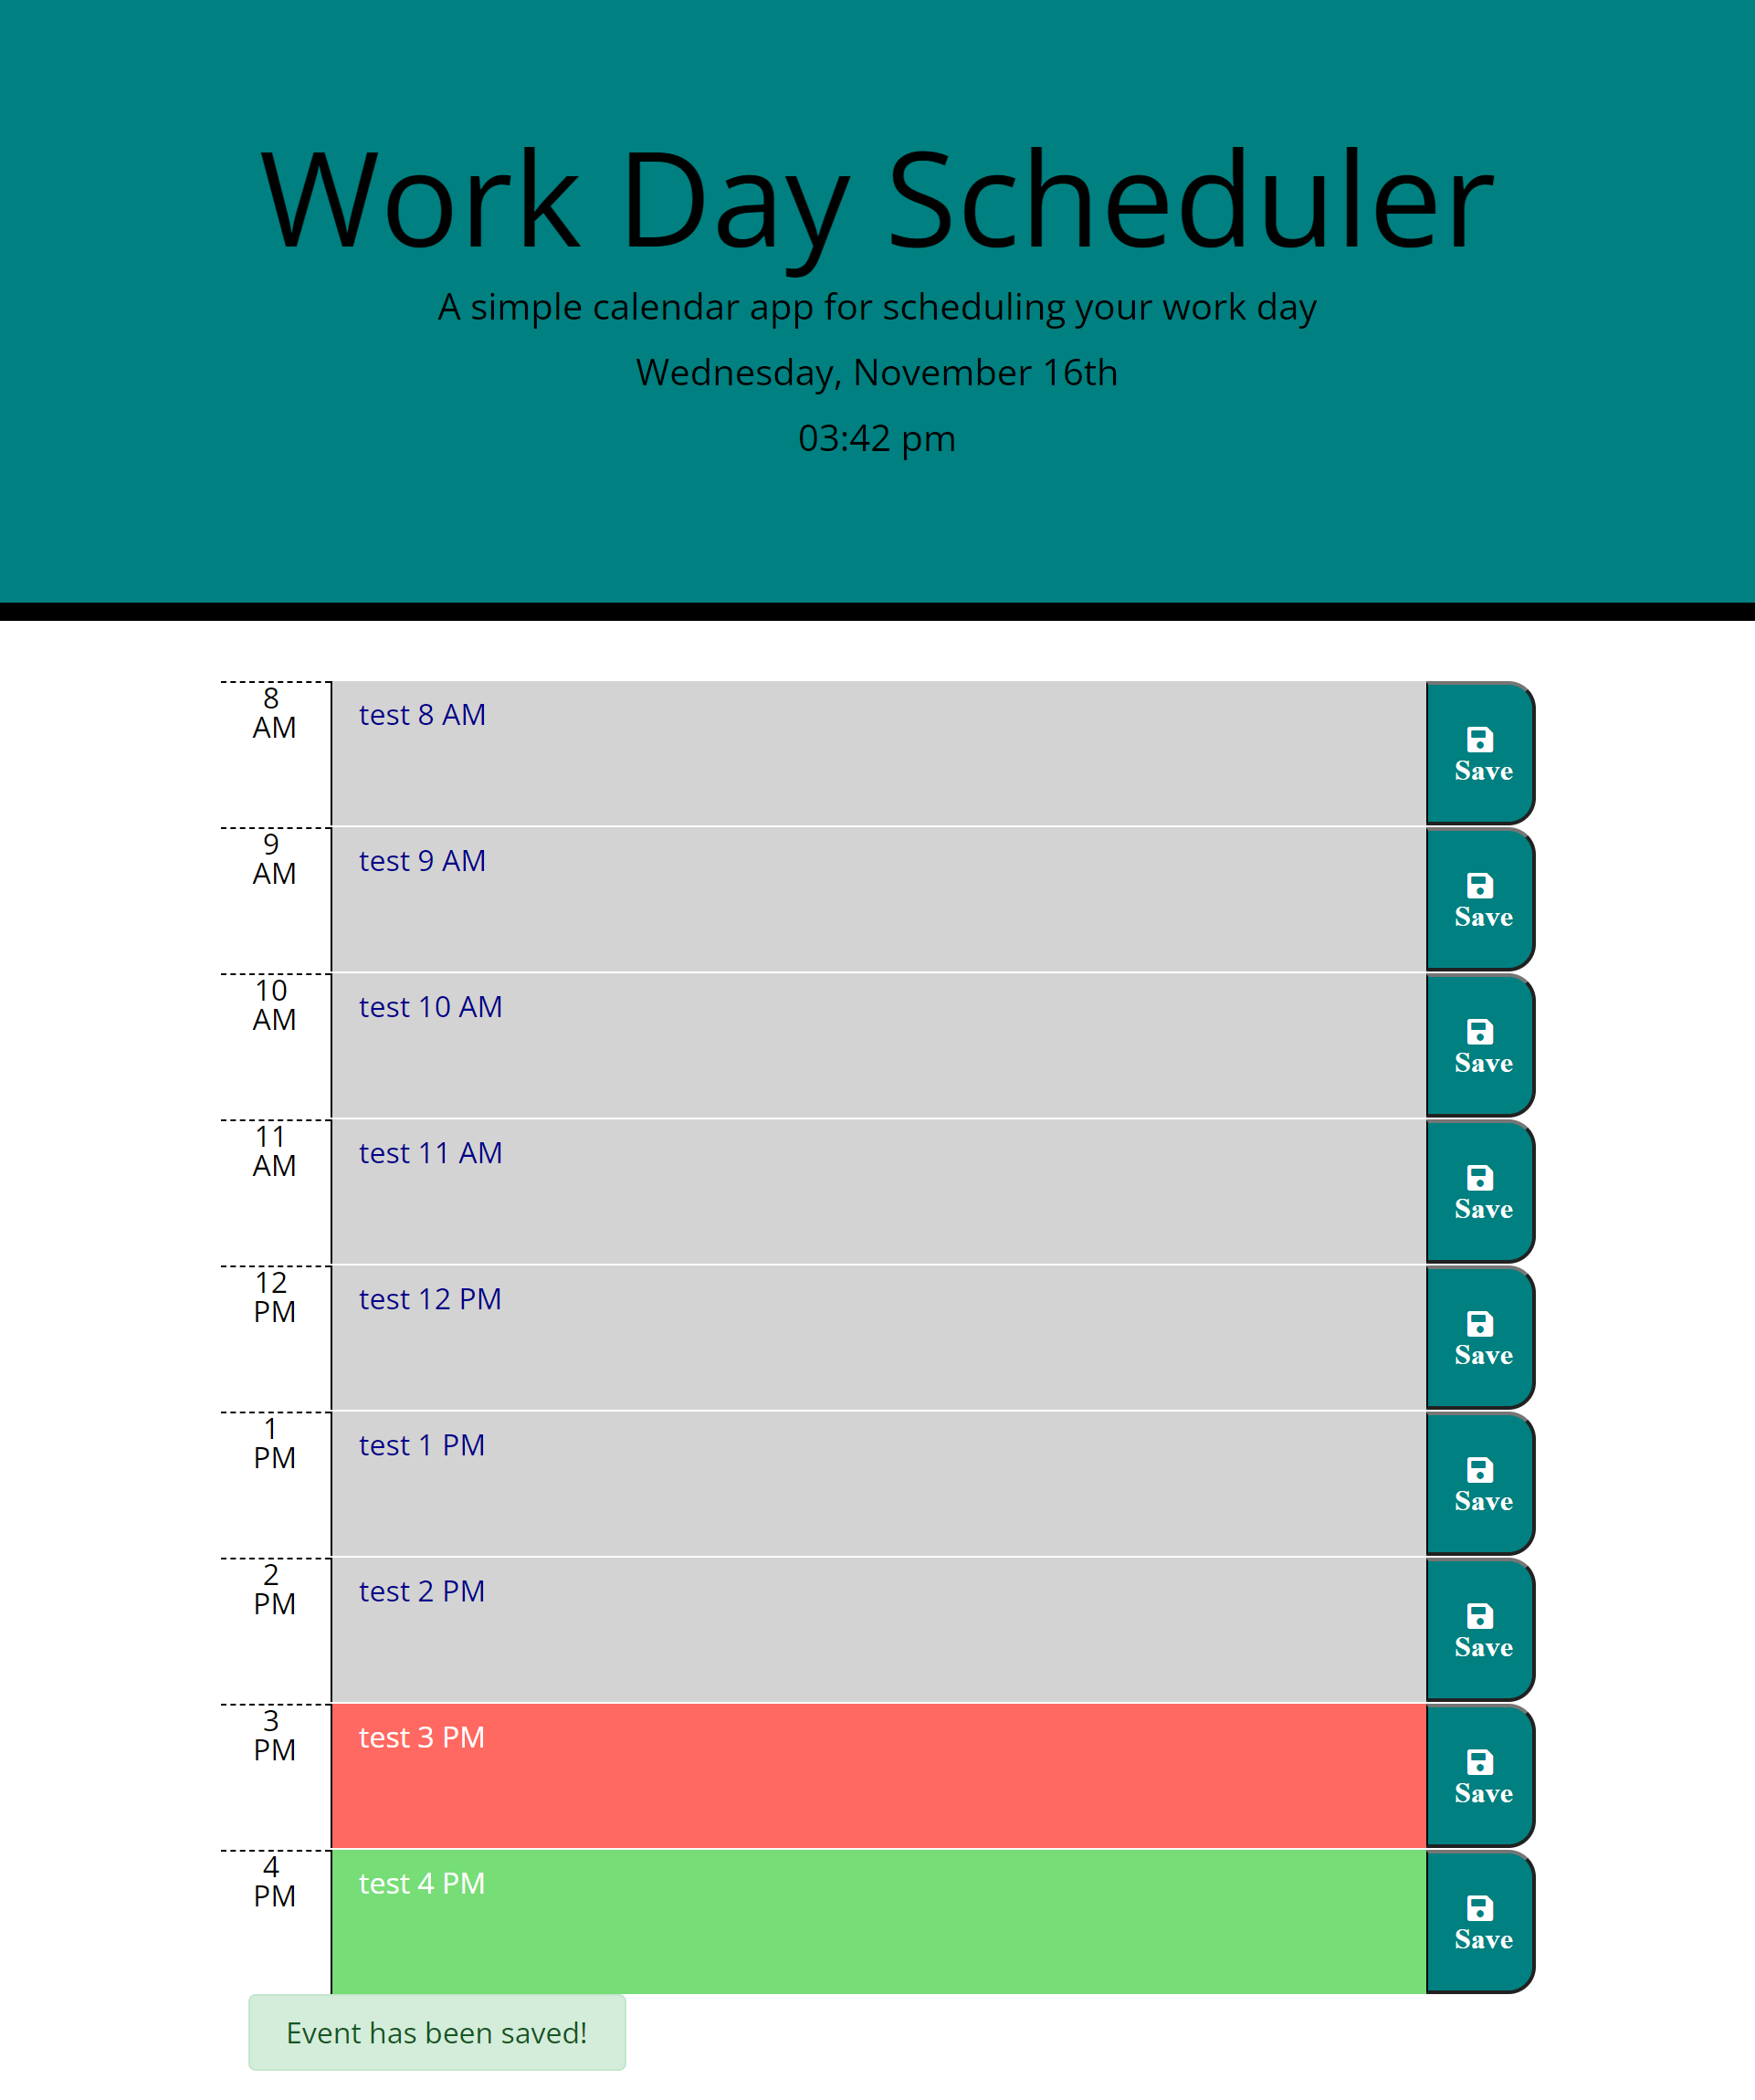 Work Day Scheduler
A simple calendar app for scheduling your work day
Wednesday, November 16th
03:42 pm
8
AM
test 8 AM
Save
9
AM
test 9 AM
Save
10
AM
test 10 AM
Save
11
AM
test 11 AM
Save
12
PM
test 12 PM
Save
1
PM
test 1 PM
Save
2
PM
test 2 PM
Save
3
PM
test 3 PM
Save
4
PM
test 4 PM
Save
Event has been saved!